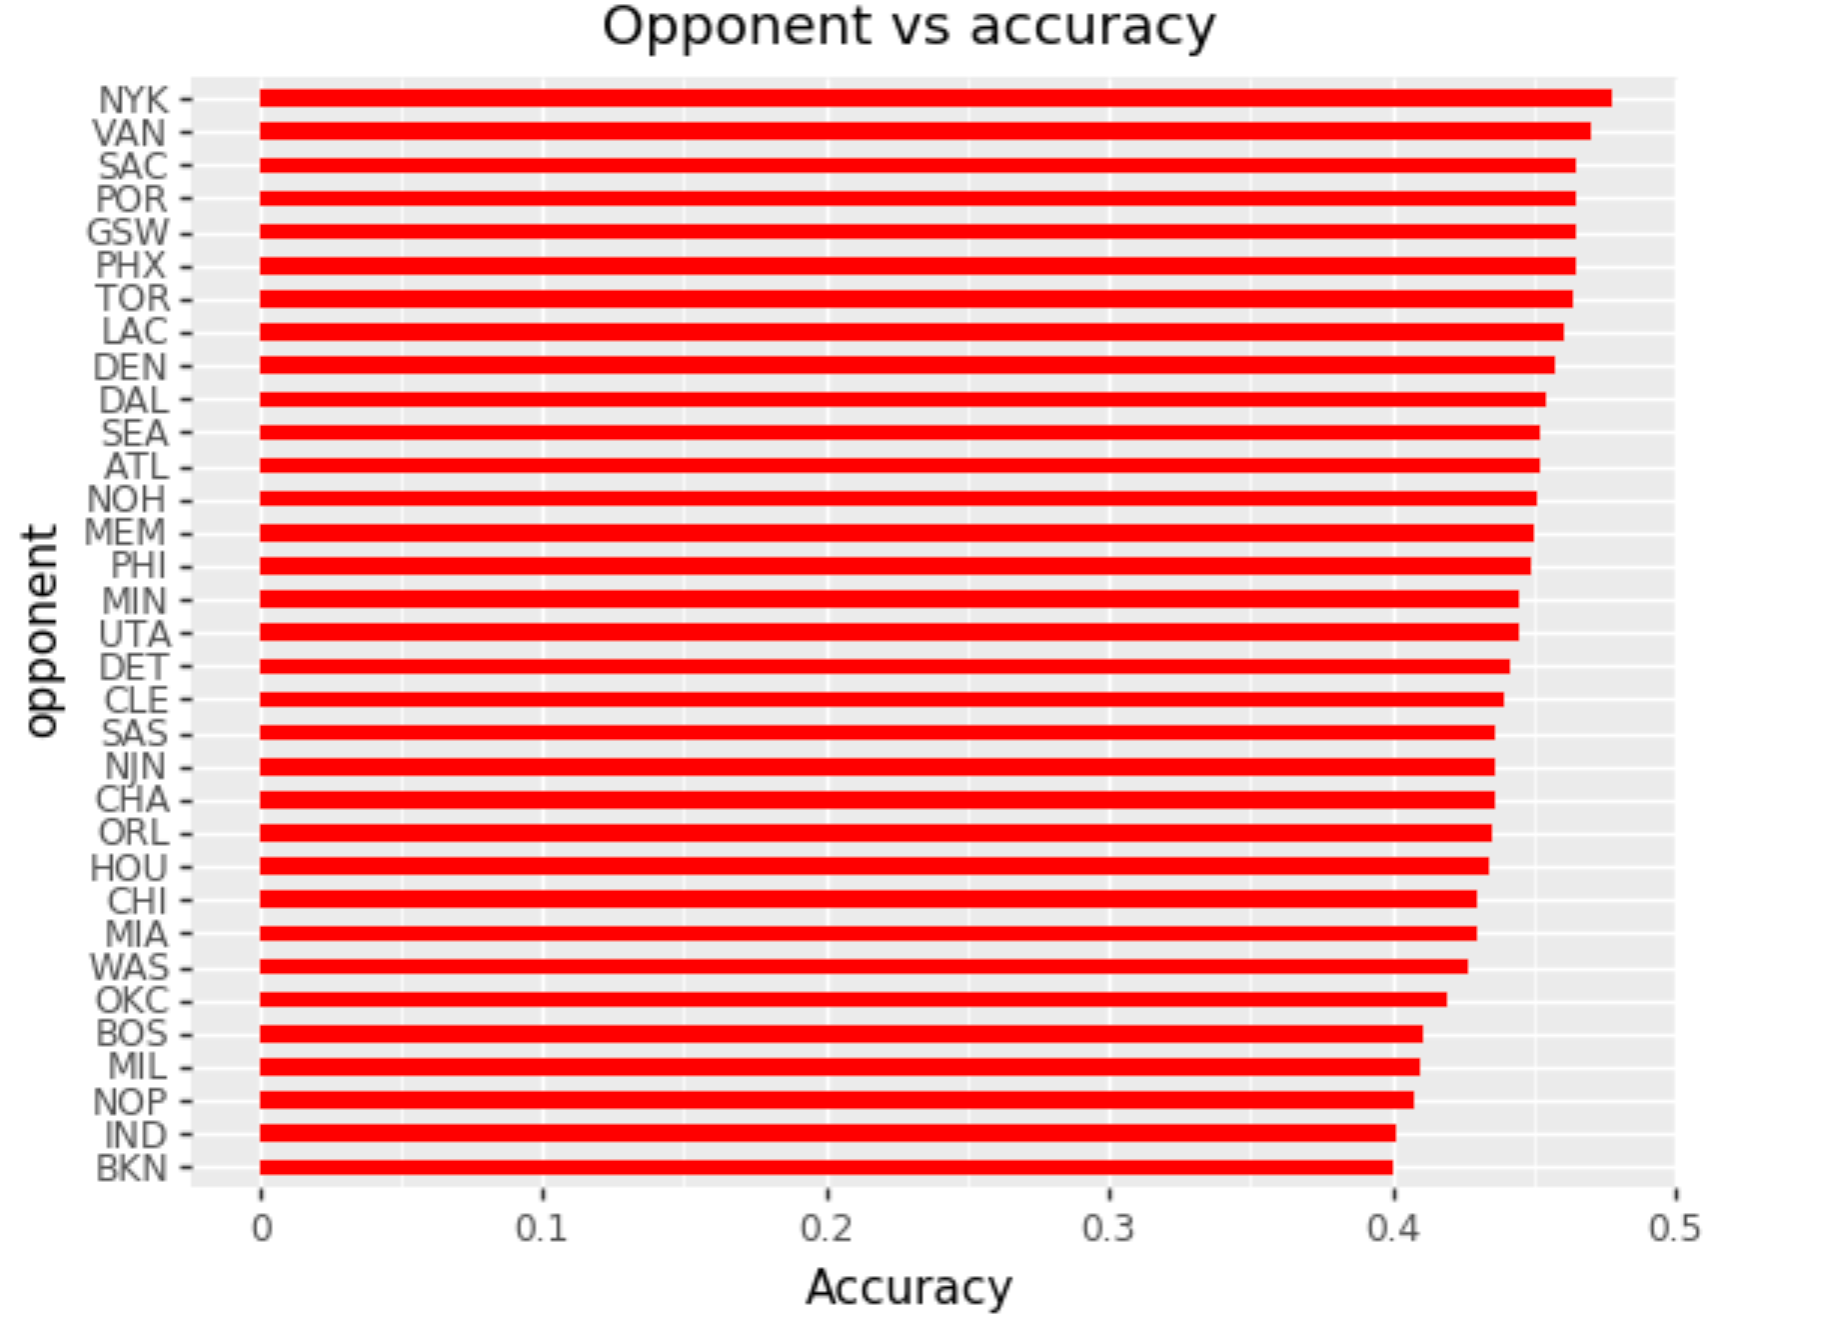 Opponent vs accuracy
NYK
VAN
SAC
POR
GSW
PHX
TOR
LAC
DEN
DAL
SEA
ATL
NOH
MEM
PHI
MIN
UTA
DET
CLE
SAS
NJN
CHA
ORL
HOU
CHI
MIA
WAS
OKC
BOS
MIL
NOP
IND
BKN
opponent
0 0.1 0.2 0.3 0.4 0.5
Accuracy